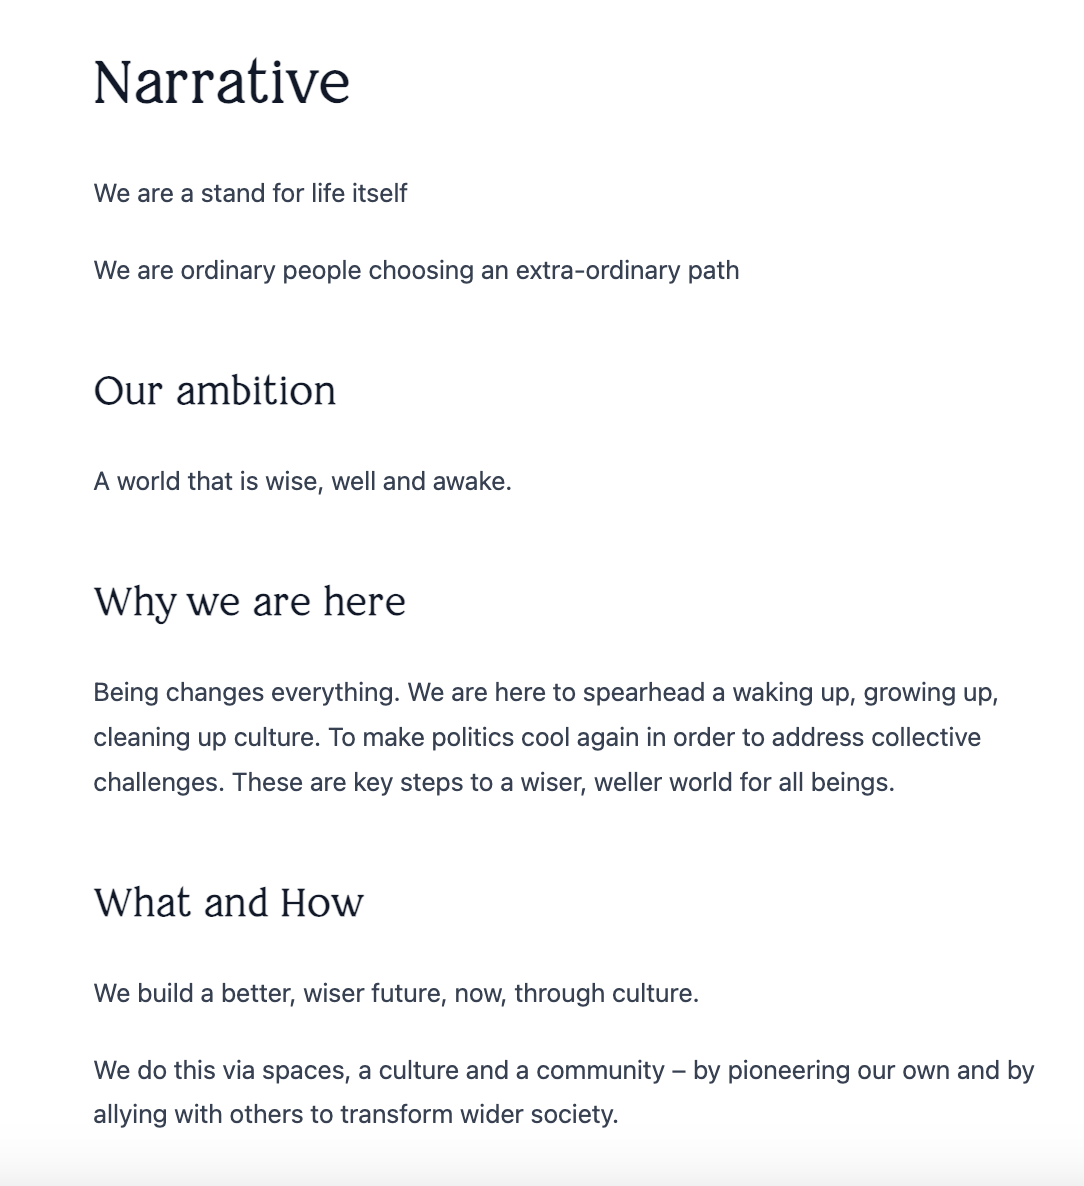 Narrative
We are a stand for life itself
We are ordinary people choosing an extra-ordinary path
Our ambition
A world that is wise, well and awake.
Why we are here
Being changes everything. We are here to spearhead a waking up, growing up,
cleaning up culture. To make politics cool again in order to address collective
challenges. These are key steps to a wiser, weller world for all beings.
What and How
We build a better, wiser future, now, through culture.
We do this via spaces, a culture and a community – by pioneering our own and by
allying with others to transform wider society.